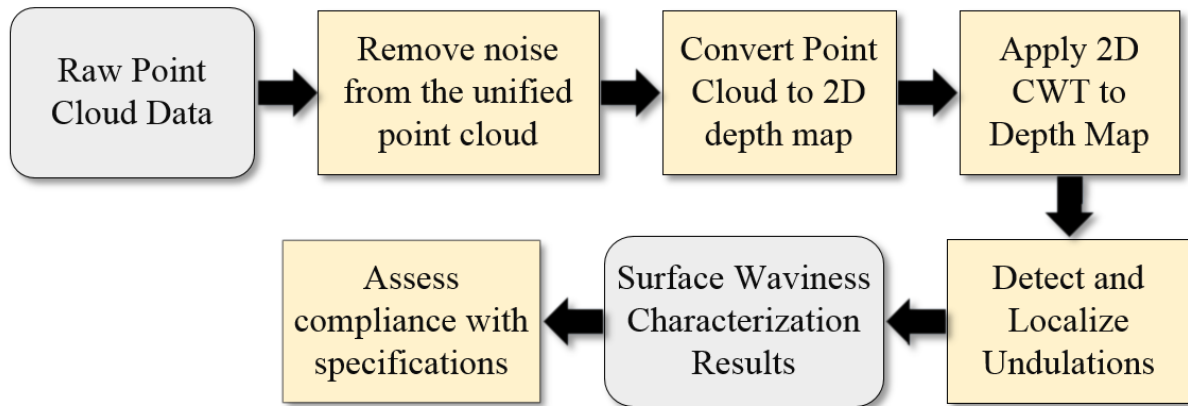 Raw Point
Cloud Data
Remove noise
from the unified
point cloud
Convert Point
Cloud to 2D
depth map
Apply 2D
CWT to
Depth Map
Detect and
Localize
Undulations
Surface Waviness
Characterization
Results
Assess
compliance with
specifications